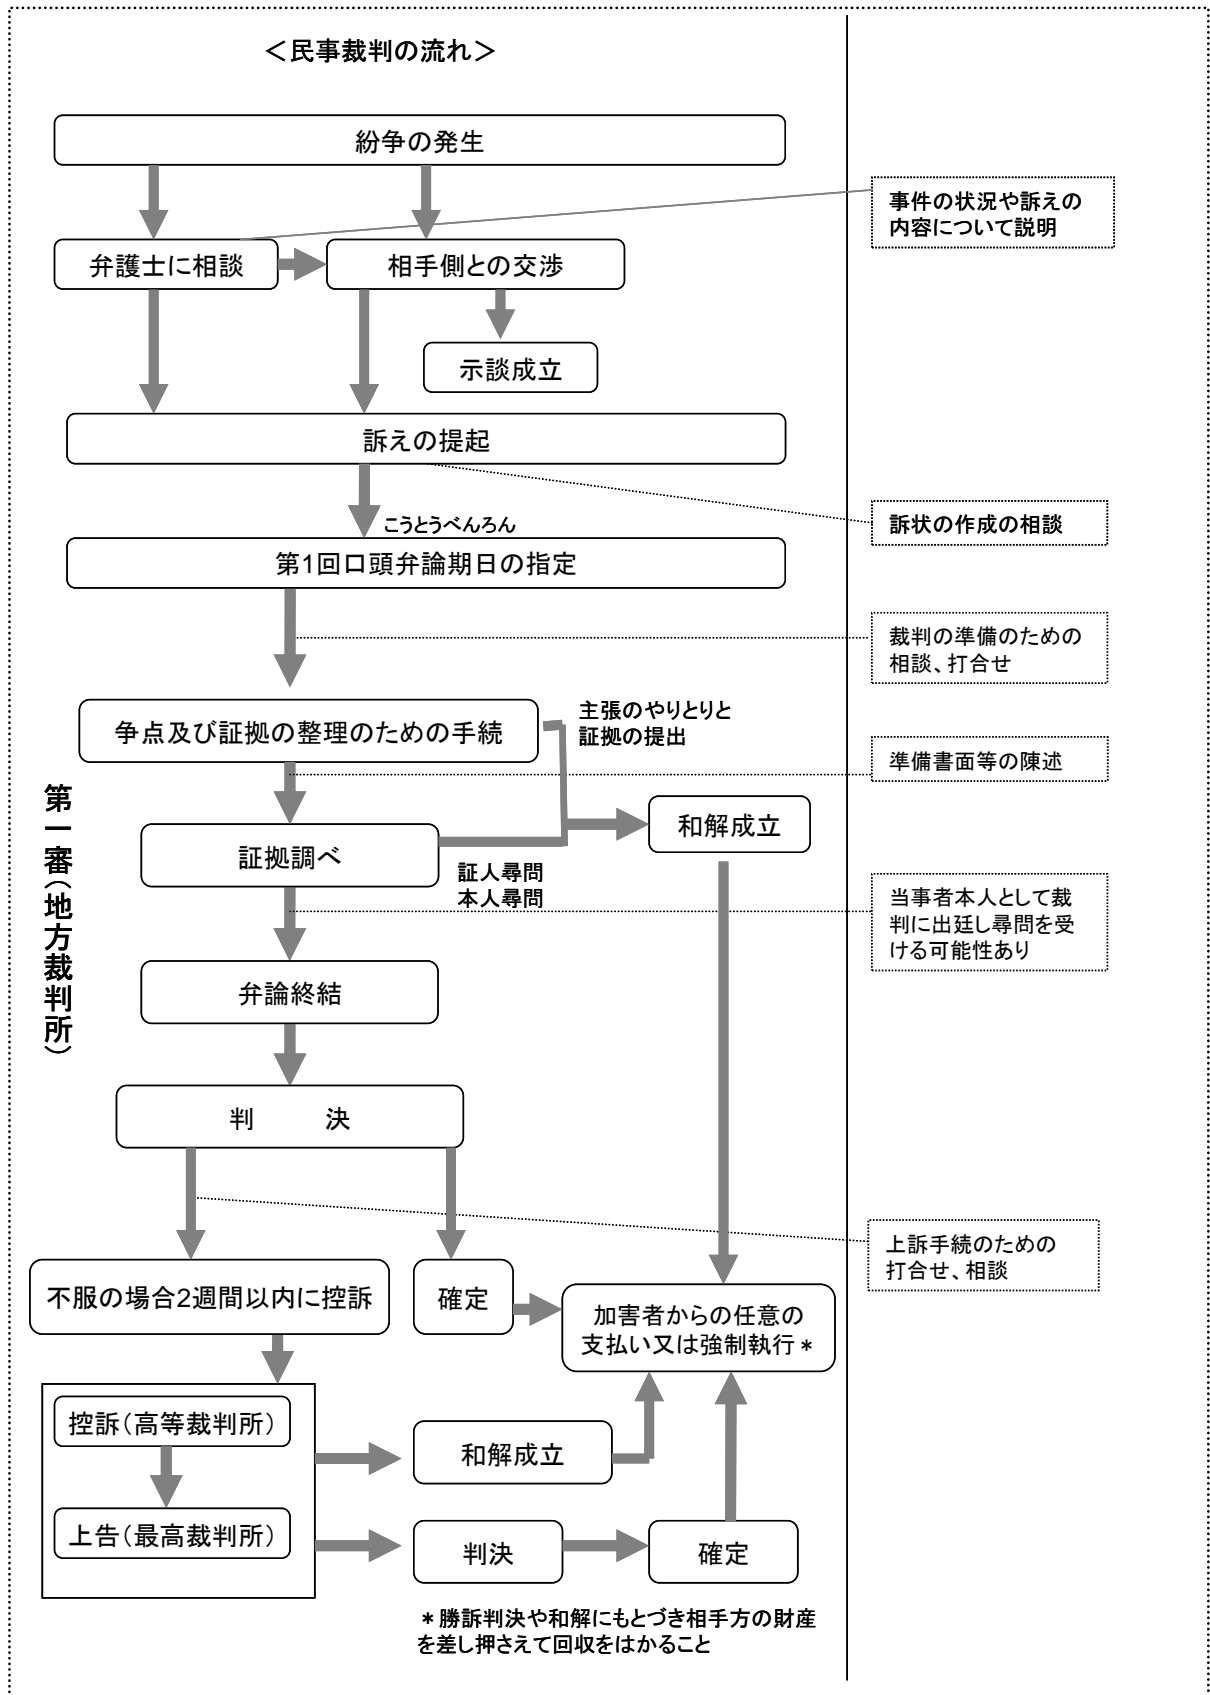 ＜民事裁判の流れ＞
紛争の発生
事件の状況や訴えの
内容について説明
弁護士に相談
相手側との交渉
示談成立
訴えの提起
訴状の作成の相談
こうとうべんろん
第1回口頭弁論期日の指定
裁判の準備のための
相談、打合せ
争点及び証拠の整理のための手続
主張のやりとりと
証拠の提出
準備書面等の陳述
第一審（地方裁判所）
和解成立
証拠調べ
証人尋問
本人尋問
当事者本人として裁
判に出廷し尋問を受
ける可能性あり
弁論終結
判　　決
上訴手続のための
打合せ、相談
不服の場合2週間以内に控訴
確定
加害者からの任意の
支払い又は強制執行＊
控訴（高等裁判所）
和解成立
上告（最高裁判所）
判決
確定
＊勝訴判決や和解にもとづき相手方の財産
を差し押さえて回収をはかること